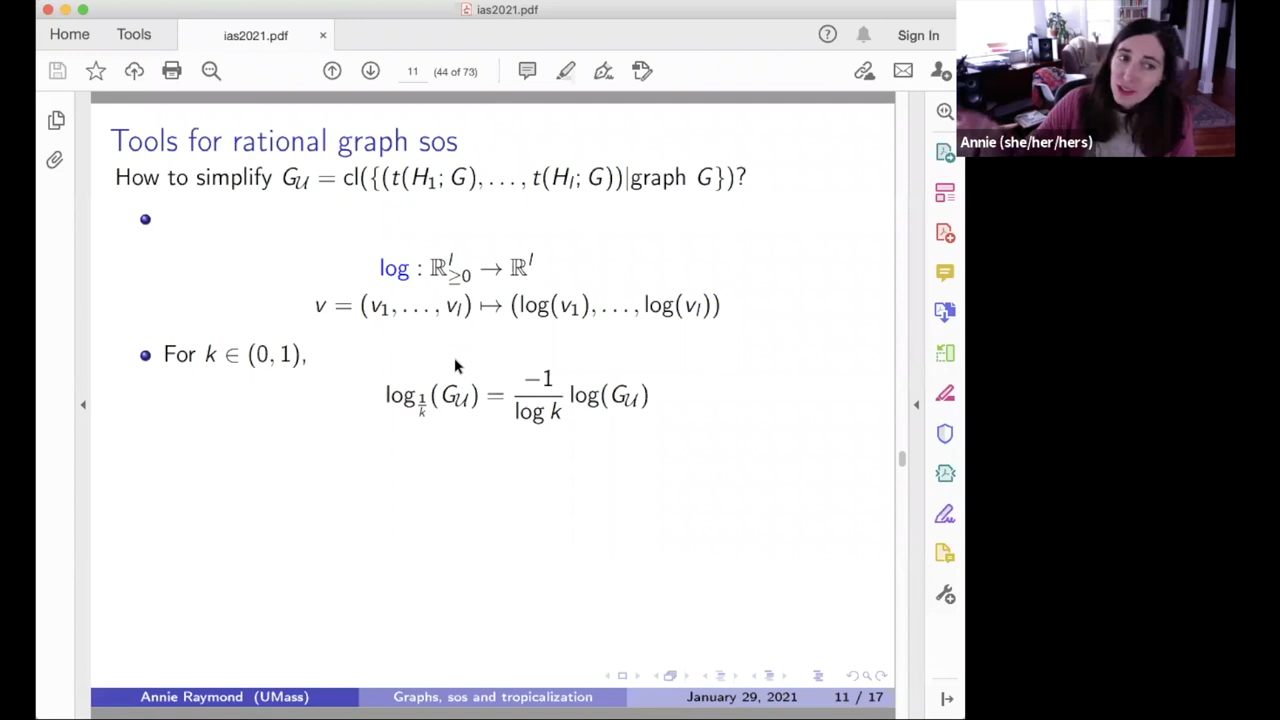 ias2021.pdf
Home Tools ias2021.pdf × Sign In
11 (44 of 73)
Annie (she/her/hers)
Tools for rational graph sos
How to simplify G_𝒰 = cl({(t(H₁; G), . . . , t(H_l; G))|graph G})?
log : ℝ^l_≥0 → ℝ^l
v = (v₁, . . . , v_l) ↦ (log(v₁), . . . , log(v_l))
For k ∈ (0, 1),
log_{1/k}(G_𝒰) = −1/log k log(G_𝒰)
Annie Raymond (UMass) Graphs, sos and tropicalization January 29, 2021 11 / 17